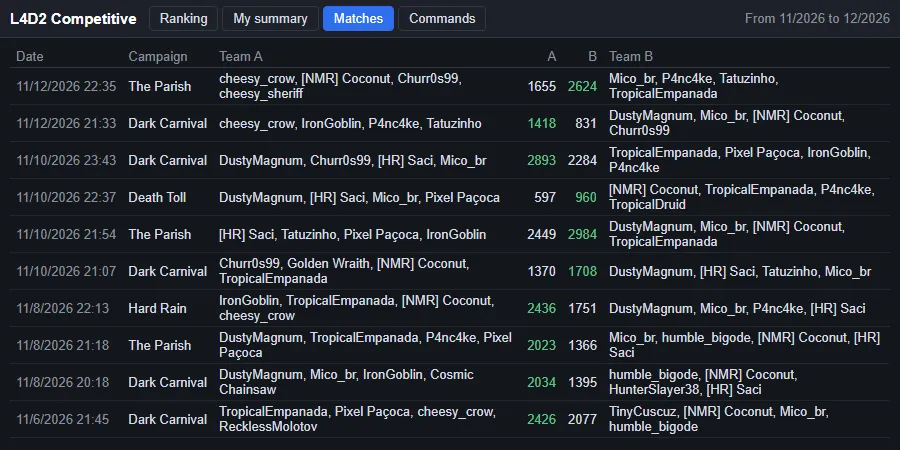 L4D2 Competitive Ranking My summary Matches Commands From 11/2026 to 12/2026
Date Campaign Team A A B Team B
11/12/2026 22:35 The Parish cheesy_crow, [NMR] Coconut, Churr0s99, cheesy_sheriff 1655 2624 Mico_br, P4nc4ke, Tatuzinho, TropicalEmpanada
11/12/2026 21:33 Dark Carnival cheesy_crow, IronGoblin, P4nc4ke, Tatuzinho 1418 831 DustyMagnum, Mico_br, [NMR] Coconut, Churr0s99
11/10/2026 23:43 Dark Carnival DustyMagnum, Churr0s99, [HR] Saci, Mico_br 2893 2284 TropicalEmpanada, Pixel Paçoca, IronGoblin, P4nc4ke
11/10/2026 22:37 Death Toll DustyMagnum, [HR] Saci, Mico_br, Pixel Paçoca 597 960 [NMR] Coconut, TropicalEmpanada, P4nc4ke, TropicalDruid
11/10/2026 21:54 The Parish [HR] Saci, Tatuzinho, Pixel Paçoca, IronGoblin 2449 2984 DustyMagnum, Mico_br, [NMR] Coconut, TropicalEmpanada
11/10/2026 21:07 Dark Carnival Churr0s99, Golden Wraith, [NMR] Coconut, TropicalEmpanada 1370 1708 DustyMagnum, [HR] Saci, Tatuzinho, Mico_br
11/8/2026 22:13 Hard Rain IronGoblin, TropicalEmpanada, [NMR] Coconut, cheesy_crow 2436 1751 DustyMagnum, Mico_br, P4nc4ke, [HR] Saci
11/8/2026 21:18 The Parish DustyMagnum, TropicalEmpanada, P4nc4ke, Pixel Paçoca 2023 1366 Mico_br, humble_bigode, [NMR] Coconut, [HR] Saci
11/8/2026 20:18 Dark Carnival DustyMagnum, Mico_br, IronGoblin, Cosmic Chainsaw 2034 1395 humble_bigode, [NMR] Coconut, HunterSlayer38, [HR] Saci
11/6/2026 21:45 Dark Carnival TropicalEmpanada, Pixel Paçoca, cheesy_crow, RecklessMolotov 2426 2077 TinyCuscuz, [NMR] Coconut, Mico_br, humble_bigode